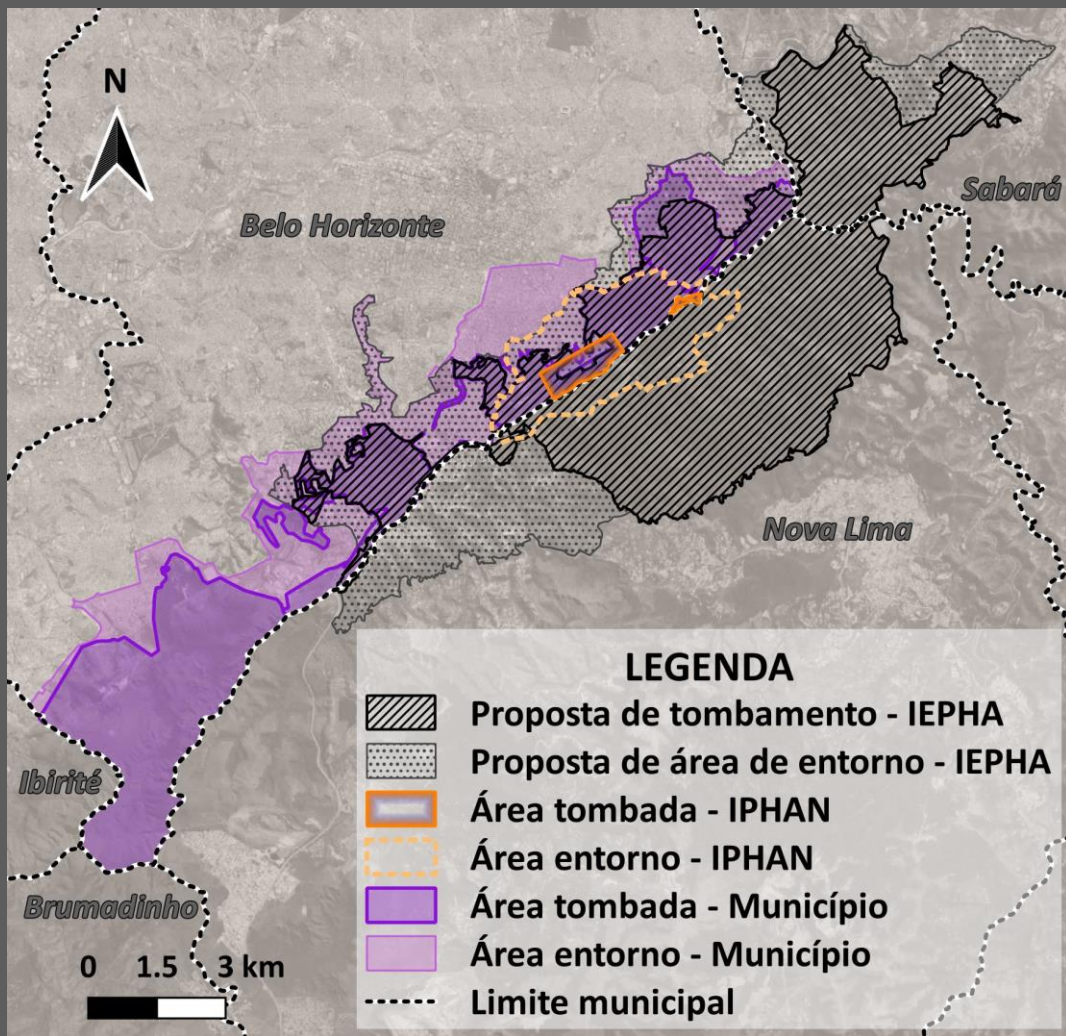 N
Sabará
Belo Horizonte
Nova Lima
Ibirité
Brumadinho
0 1.5 3 km
LEGENDA
Proposta de tombamento - IEPHA
Proposta de área de entorno - IEPHA
Área tombada - IPHAN
Área entorno - IPHAN
Área tombada - Município
Área entorno - Município
Limite municipal